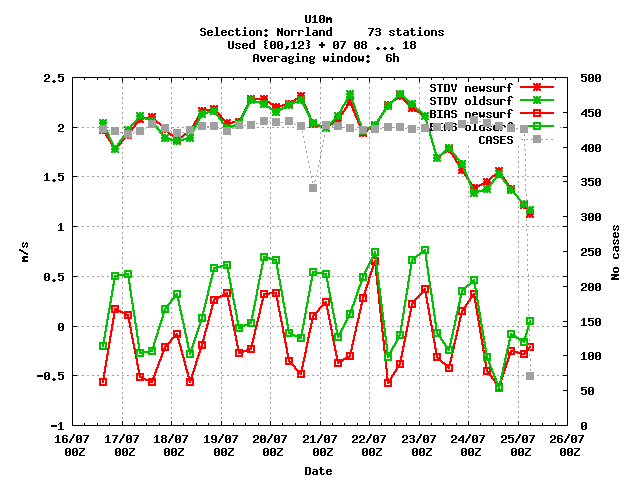 U10m
Selection: Norrland 73 stations
Used {00,12} + 07 08 ... 18
Averaging window: 6h
2.5
2
1.5
1
0.5
0
-0.5
-1
m/s
500
450
400
350
300
250
200
150
100
50
0
No cases
STDV newsurf
STDV oldsurf
BIAS newsurf
BIAS oldsurf
CASES
16/07 17/07 18/07 19/07 20/07 21/07 22/07 23/07 24/07 25/07 26/07
00Z 00Z 00Z 00Z 00Z 00Z 00Z 00Z 00Z 00Z 00Z
Date